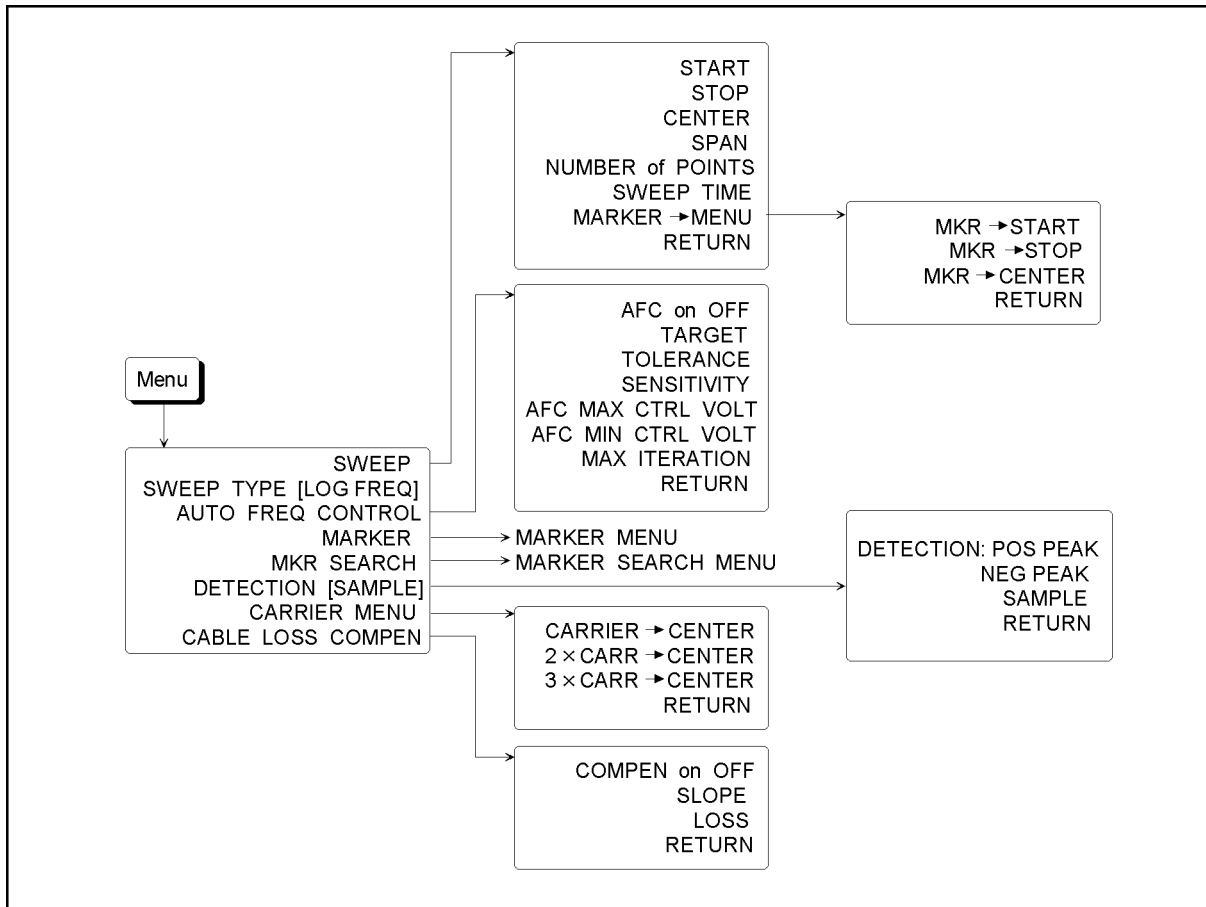 Menu
SWEEP
SWEEP TYPE [LOG FREQ]
AUTO FREQ CONTROL
MARKER
MKR SEARCH
DETECTION [SAMPLE]
CARRIER MENU
CABLE LOSS COMPEN
START
STOP
CENTER
SPAN
NUMBER of POINTS
SWEEP TIME
MARKER → MENU
RETURN
MKR → START
MKR → STOP
MKR → CENTER
RETURN
AFC on OFF
TARGET
TOLERANCE
SENSITIVITY
AFC MAX CTRL VOLT
AFC MIN CTRL VOLT
MAX ITERATION
RETURN
MARKER MENU
MARKER SEARCH MENU
DETECTION: POS PEAK
NEG PEAK
SAMPLE
RETURN
CARRIER → CENTER
2 × CARR → CENTER
3 × CARR → CENTER
RETURN
COMPEN on OFF
SLOPE
LOSS
RETURN